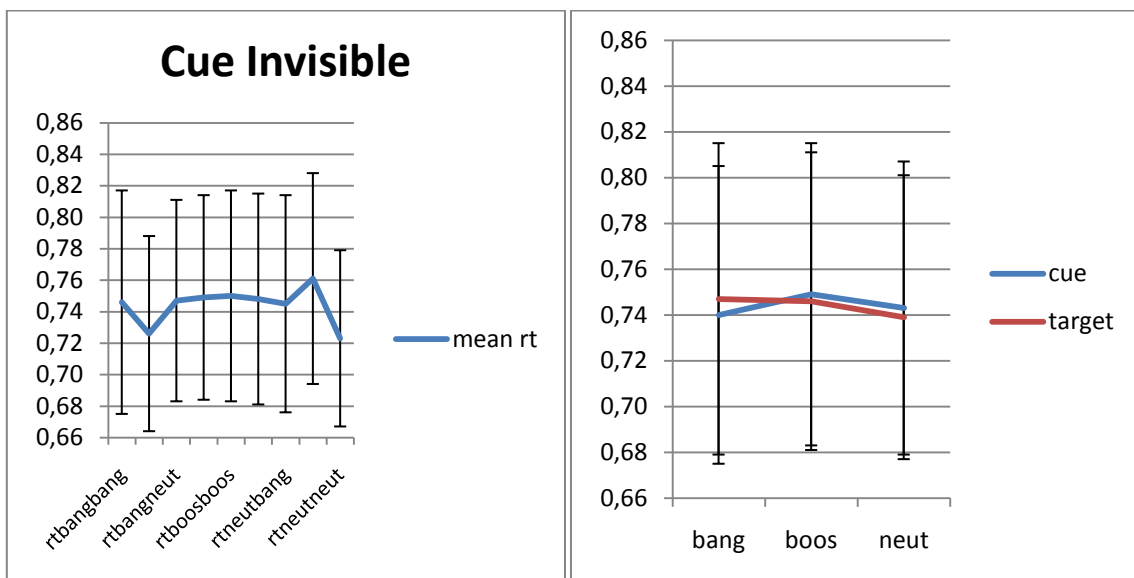 Cue Invisible
0,86
0,84
0,82
0,80
0,78
0,76
0,74
0,72
0,70
0,68
0,66
rtbangbang
rtbangneut
rtboosboos
rtneutbang
rtneutneut
mean rt
0,86
0,84
0,82
0,80
0,78
0,76
0,74
0,72
0,70
0,68
0,66
bang boos neut
cue
target